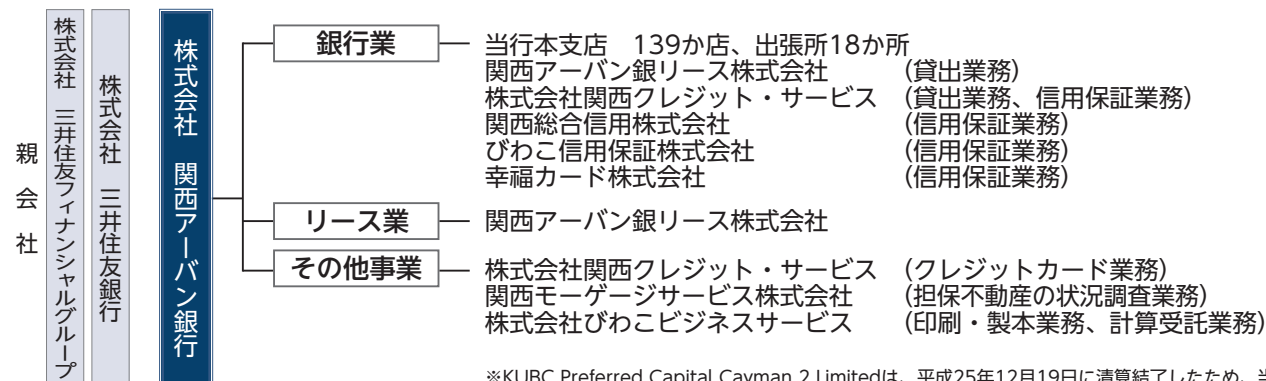 親会社
株式会社 三井住友フィナンシャルグループ
株式会社 三井住友銀行
株式会社 関西アーバン銀行
銀行業
当行本支店 139か店、出張所18か所
関西アーバン銀リース株式会社 (貸出業務)
株式会社関西クレジット・サービス (貸出業務、信用保証業務)
関西総合信用株式会社 (信用保証業務)
びわこ信用保証株式会社 (信用保証業務)
幸福カード株式会社 (信用保証業務)
リース業
関西アーバン銀リース株式会社
その他事業
株式会社関西クレジット・サービス (クレジットカード業務)
関西モーゲージサービス株式会社 (担保不動産の状況調査業務)
株式会社びわこビジネスサービス (印刷・製本業務、計算受託業務)
※KUBC Preferred Capital Cayman 2 Limitedは、平成25年12月19日に清算結了したため、当